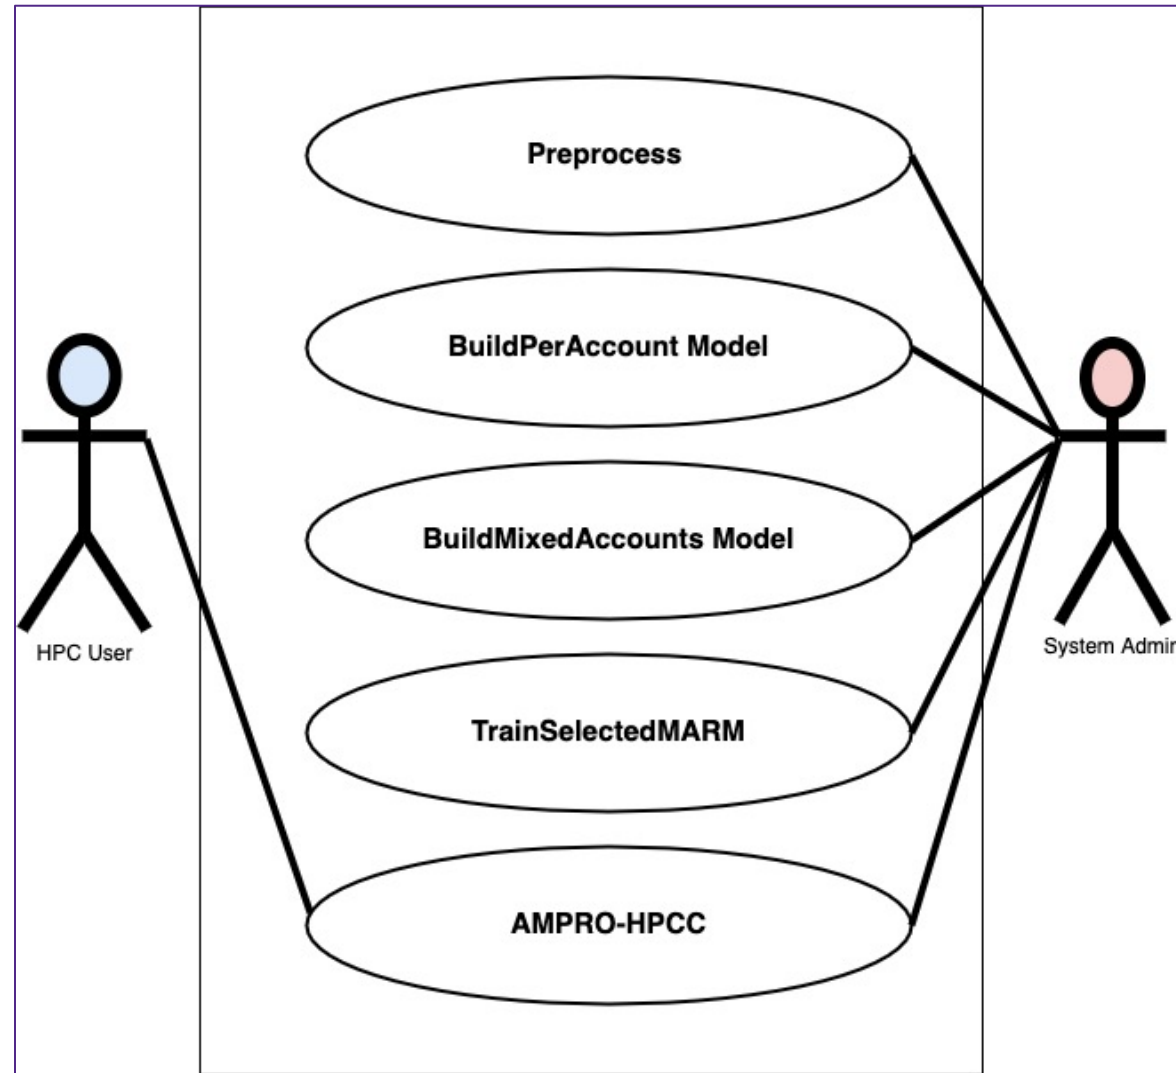 Preprocess
BuildPerAccount Model
BuildMixedAccounts Model
HPC User
System Admin
TrainSelectedMARM
AMPRO-HPCC